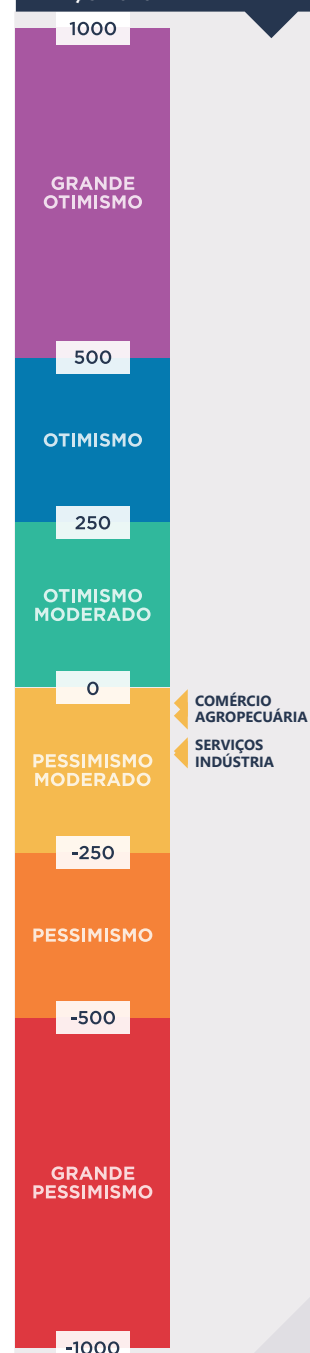 1000
GRANDE
OTIMISMO
500
OTIMISMO
250
OTIMISMO
MODERADO
0
COMÉRCIO
AGROPECUÁRIA
SERVIÇOS
INDÚSTRIA
PESSIMISMO
MODERADO
-250
PESSIMISMO
-500
GRANDE
PESSIMISMO
-1000